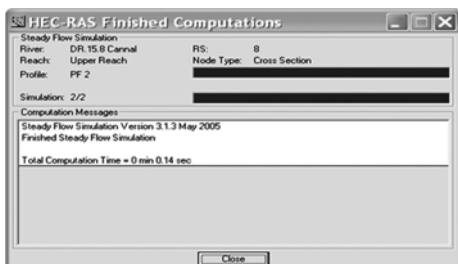 HEC-RAS Finished Computations
Steady Flow Simulation
River: DR.15.8 Cannal RS: 8
Reach: Upper Reach Node Type: Cross Section
Profile: PF 2
Simulation: 2/2
Computation Messages
Steady Flow Simulation Version 3.1.3 May 2005
Finished Steady Flow Simulation
Total Computation Time = 0 min 0.14 sec
Close